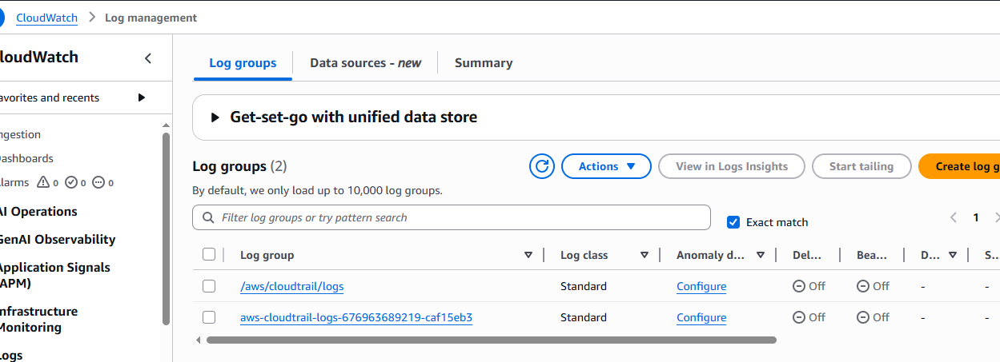 CloudWatch > Log management
loudWatch
Log groups
Data sources - new
Summary
avorites and recents
Get-set-go with unified data store
ngestion
ashboards
larms 0 0 0
AI Operations
GenAI Observability
Application Signals
(APM)
nfrastructure
Monitoring
Logs
Log groups (2)
Actions
View in Logs Insights
Start tailing
Create log g
By default, we only load up to 10,000 log groups.
Filter log groups or try pattern search
Exact match
1
Log group Log class Anomaly d... Del... Bea... D... S...
/aws/cloudtrail/logs Standard Configure Off Off - -
aws-cloudtrail-logs-676963689219-caf15eb3 Standard Configure Off Off - -